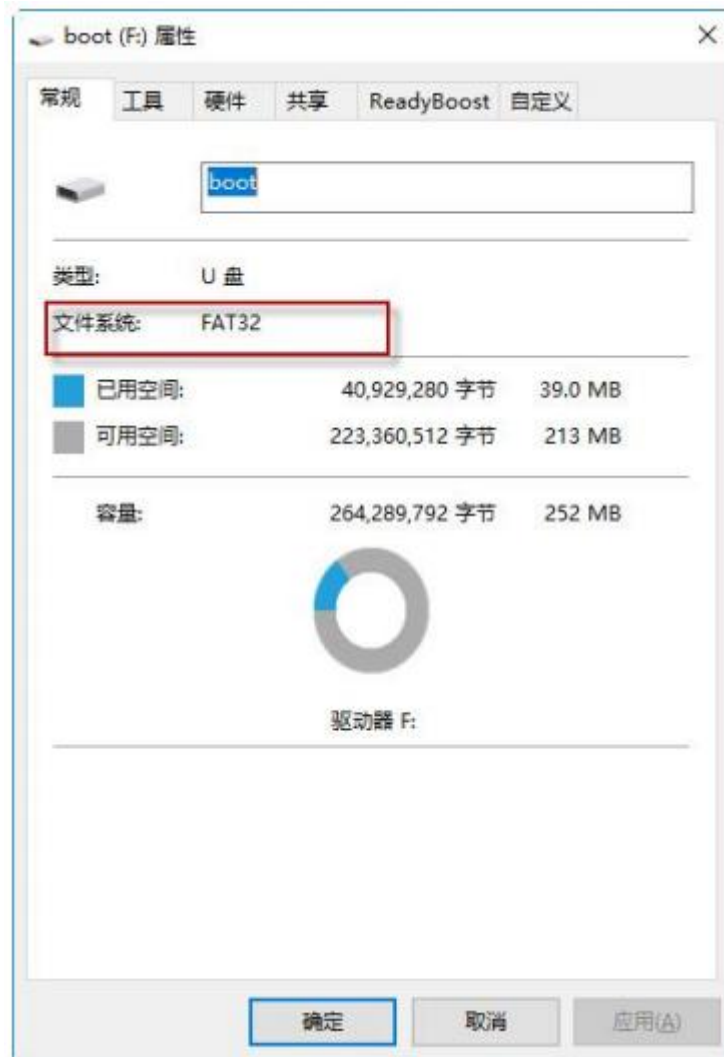 boot (F:) 属性
常规 工具 硬件 共享 ReadyBoost 自定义
boot
类型: U 盘
文件系统: FAT32
已用空间: 40,929,280 字节 39.0 MB
可用空间: 223,360,512 字节 213 MB
容量: 264,289,792 字节 252 MB
驱动器 F:
确定 取消 应用(A)